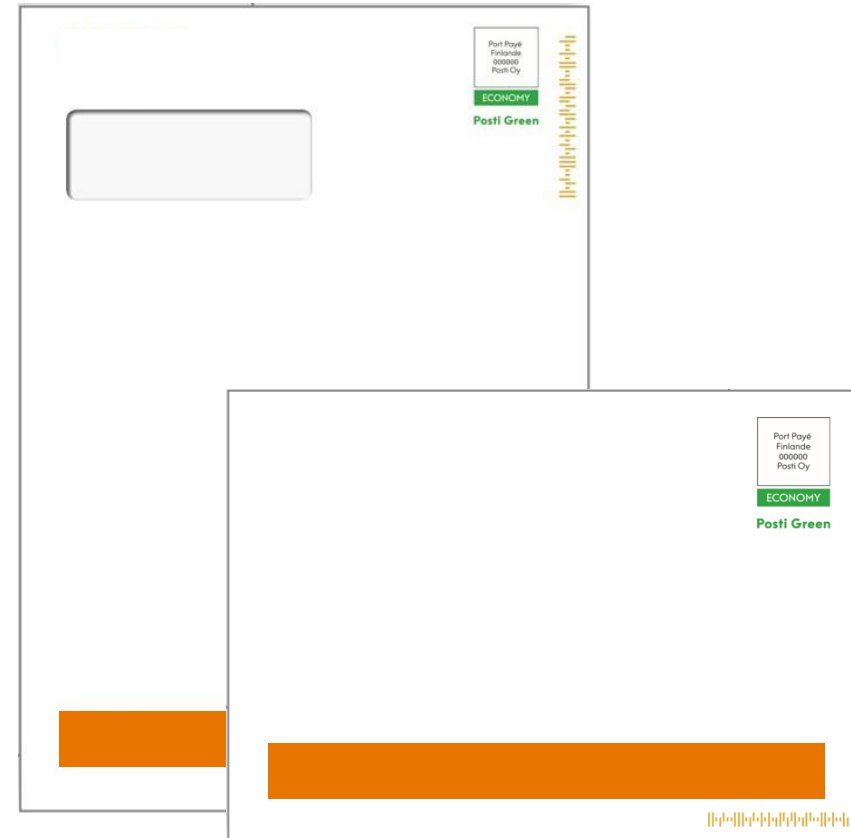 Port Payé
Finlande
000000
Posti Oy
ECONOMY
Posti Green
Port Payé
Finlande
000000
Posti Oy
ECONOMY
Posti Green